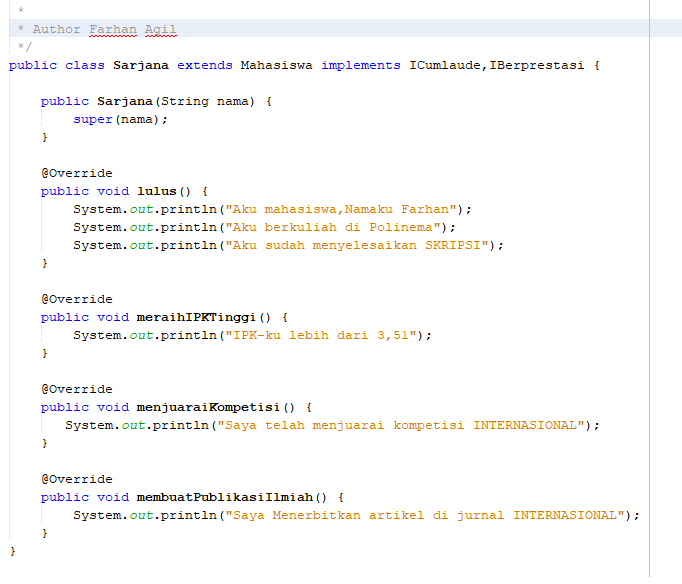 *
* Author Farhan Agil
*/
public class Sarjana extends Mahasiswa implements ICumlaude,IBerprestasi {
public Sarjana(String nama) {
super(nama);
}
@Override
public void lulus() {
System.out.println("Aku mahasiswa,Namaku Farhan");
System.out.println("Aku berkuliah di Polinema");
System.out.println("Aku sudah menyelesaikan SKRIPSI");
}
@Override
public void meraihIPKTinggi() {
System.out.println("IPK-ku lebih dari 3,51");
}
@Override
public void menjuaraiKompetisi() {
System.out.println("Saya telah menjuarai kompetisi INTERNASIONAL");
}
@Override
public void membuatPublikasiIlmiah() {
System.out.println("Saya Menerbitkan artikel di jurnal INTERNASIONAL");
}
}